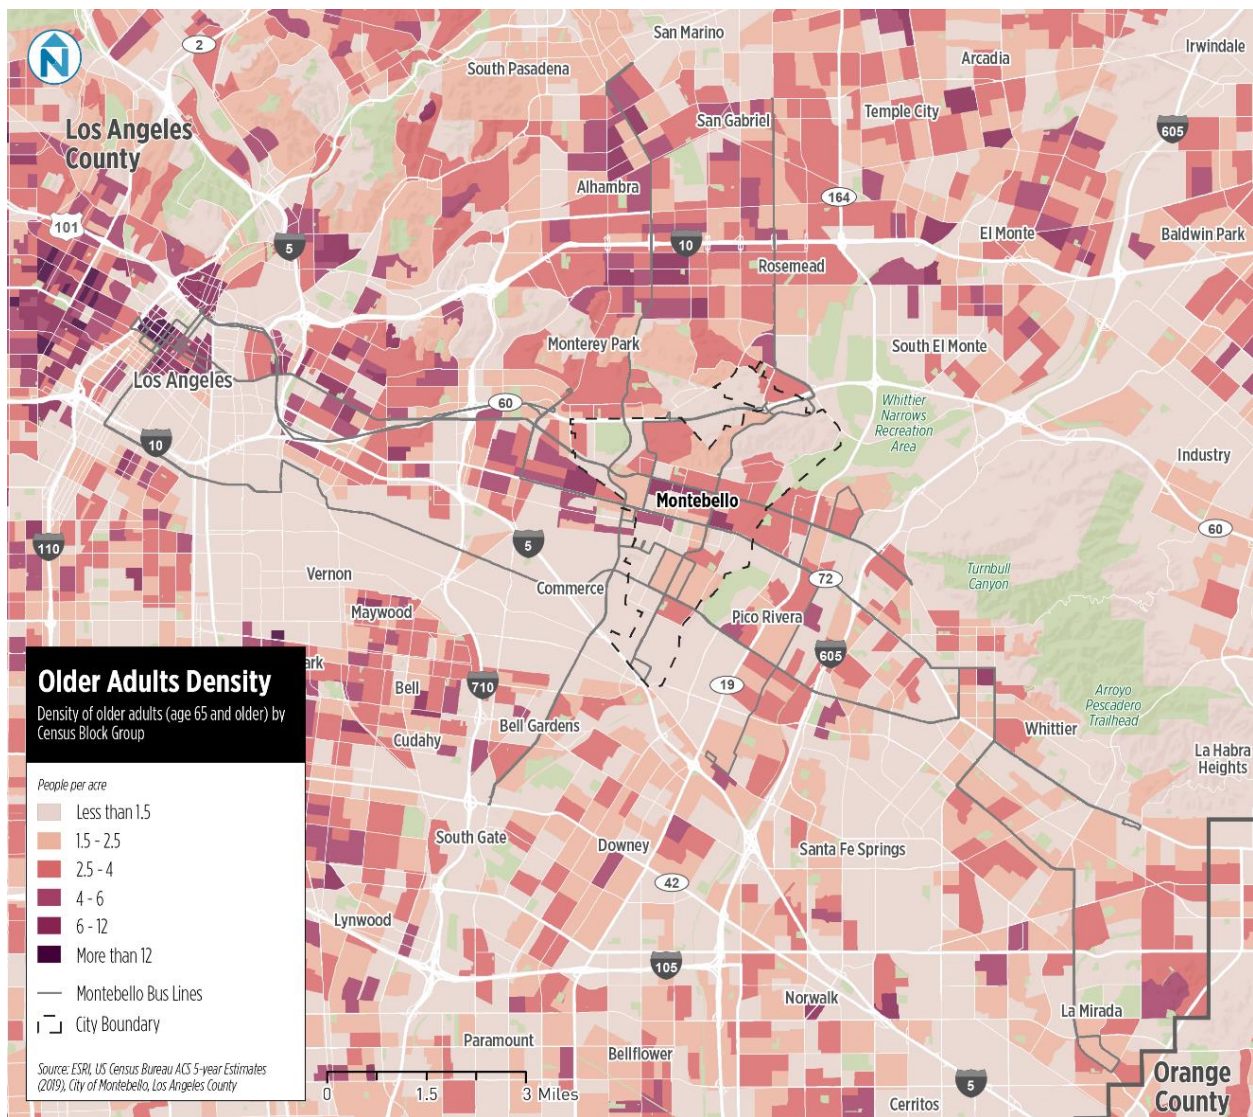 N
2
San Marino
Irwindale
South Pasadena
Arcadia
Los Angeles
County
San Gabriel
Temple City
605
Alhambra
164
101
5
10
El Monte
Baldwin Park
Rosemead
Monterey Park
South El Monte
Los Angeles
60
Whittier
Narrows
Recreation
Area
10
Industry
Montebello
60
110
5
Vernon
Commerce
72
Turnbull
Canyon
Maywood
Pico Rivera
605
ark
Bell
710
19
Arroyo
Pescadero
Trailhead
Cudahy
Bell Gardens
Whittier
La Habra
Heights
South Gate
Downey
Santa Fe Springs
42
Lynwood
105
Norwalk
La Mirada
Paramount
Bellflower
5
Cerritos
Orange
County
Older Adults Density
Density of older adults (age 65 and older) by
Census Block Group
People per acre
Less than 1.5
1.5 - 2.5
2.5 - 4
4 - 6
6 - 12
More than 12
Montebello Bus Lines
City Boundary
Source: ESRI, US Census Bureau ACS 5-year Estimates
(2019), City of Montebello, Los Angeles County
0 1.5 3 Miles